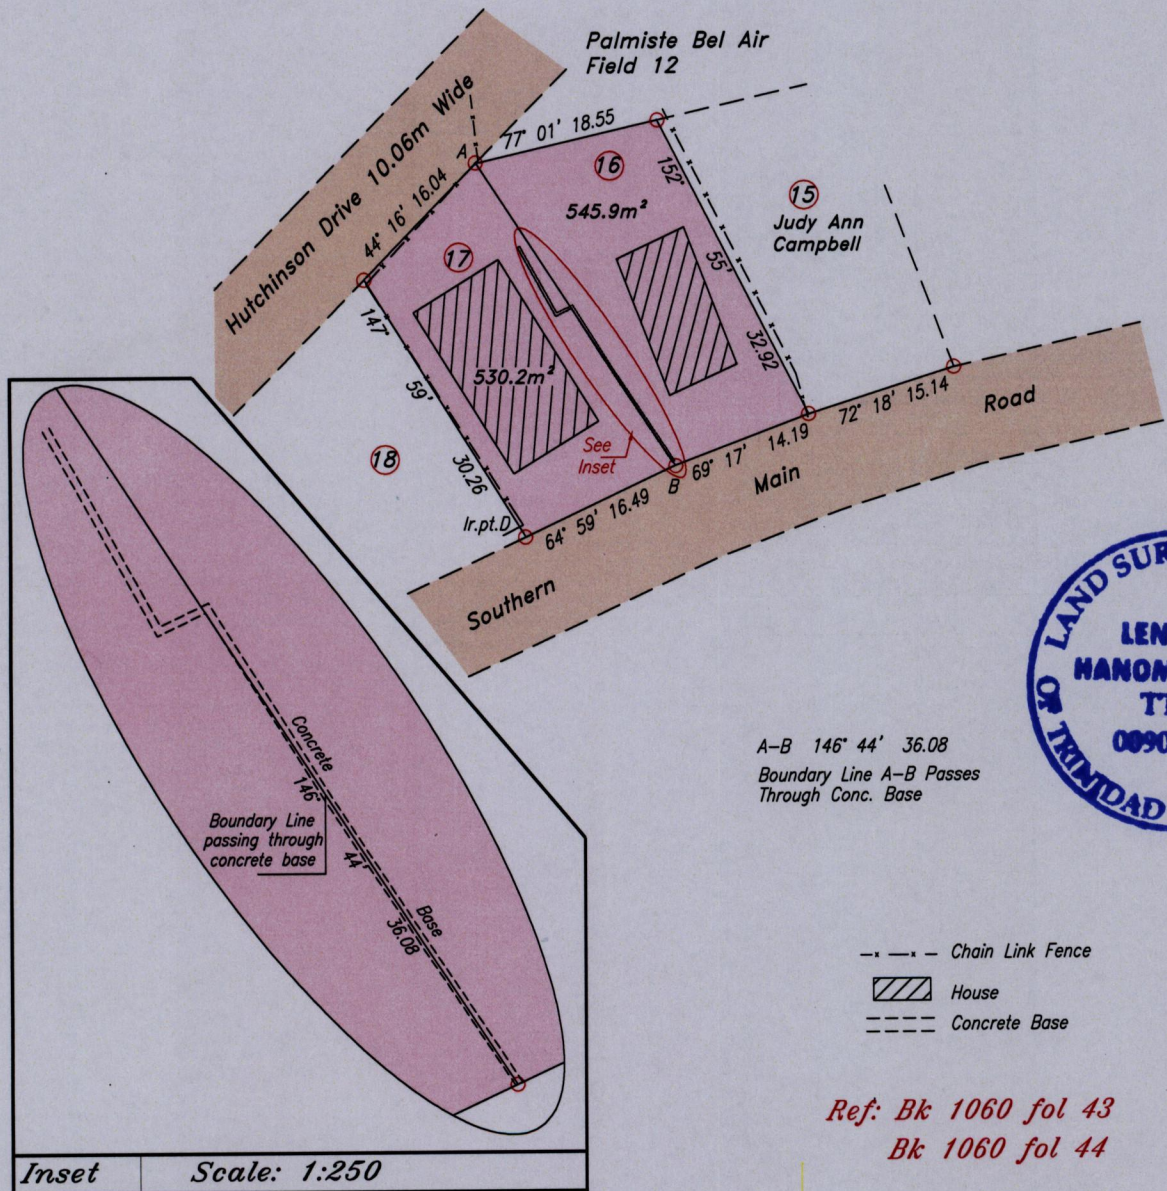 Palmiste Bel Air
Field 12
Hutchinson Drive 10.06m Wide
A
77° 01' 18.55
44° 16' 16.04
16
545.9m²
152°
55'
32.92
15
Judy Ann
Campbell
17
147°
59'
30.26
530.2m²
See
Inset
18
Ir.pt.D
64° 59' 16.49
B
69° 17' 14.19
72° 18' 15.14
Southern
Main
Road
LAND SUR
OF TRINIDAD
TT
Concrete
146°
44'
36.08
Base
Boundary Line
passing through
concrete base
A-B 146° 44' 36.08
Boundary Line A-B Passes
Through Conc. Base
Chain Link Fence
House
Concrete Base
Ref: Bk 1060 fol 43
Bk 1060 fol 44
Inset
Scale: 1:250